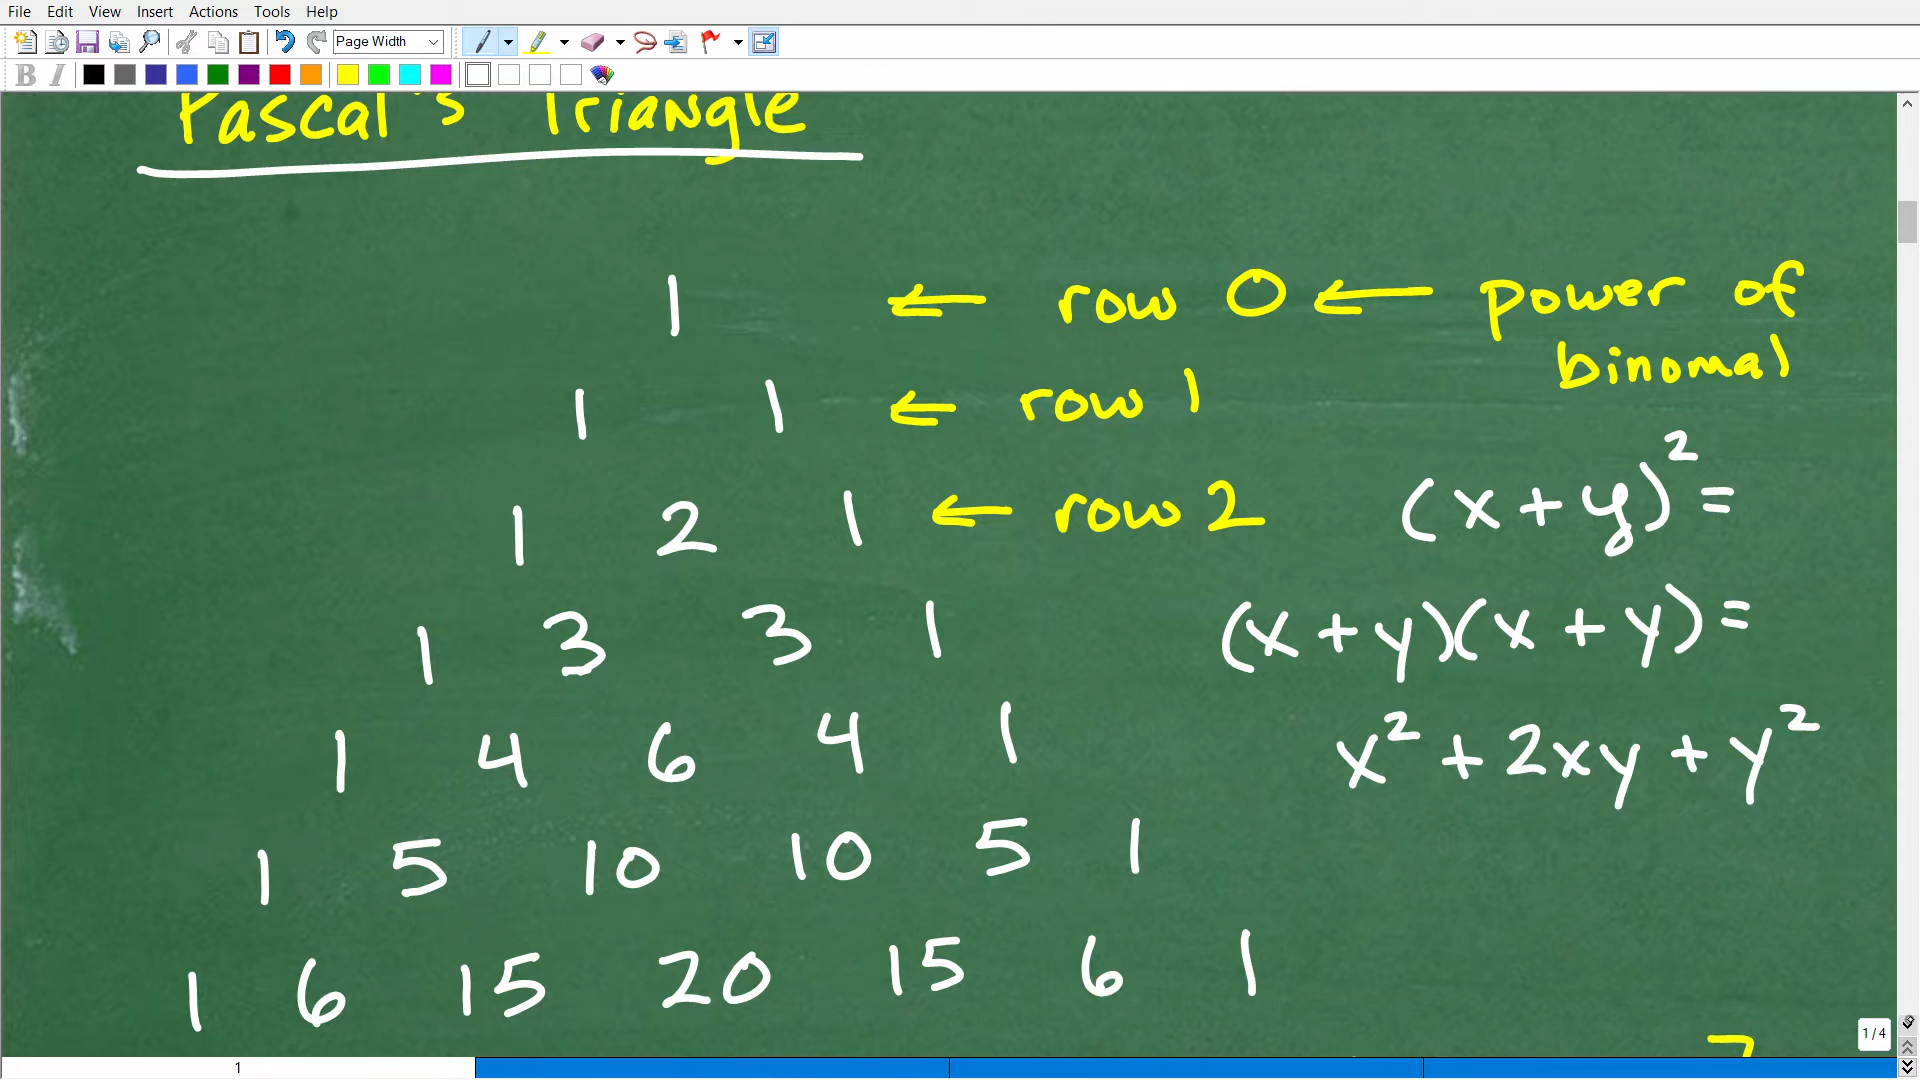 File Edit View Insert Actions Tools Help
Page Width
B I
Pascal's Triangle
1 ← row 0 ← power of
binomal
1 1 ← row 1
1 2 1 ← row 2 (x+y)²=
1 3 3 1 (x+y)(x+y)=
1 4 6 4 1 x²+2xy+y²
1 5 10 10 5 1
1 6 15 20 15 6 1
1/4
1